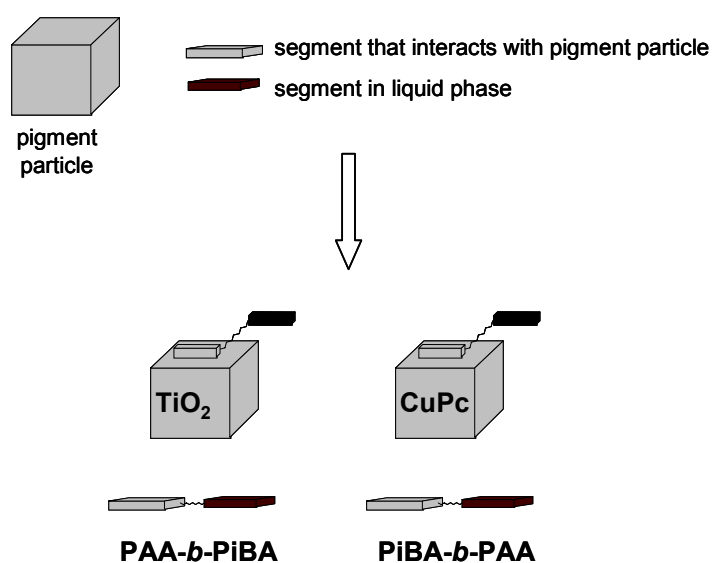 segment that interacts with pigment particle
segment in liquid phase
pigment
particle
TiO₂
CuPc
PAA-b-PiBA
PiBA-b-PAA